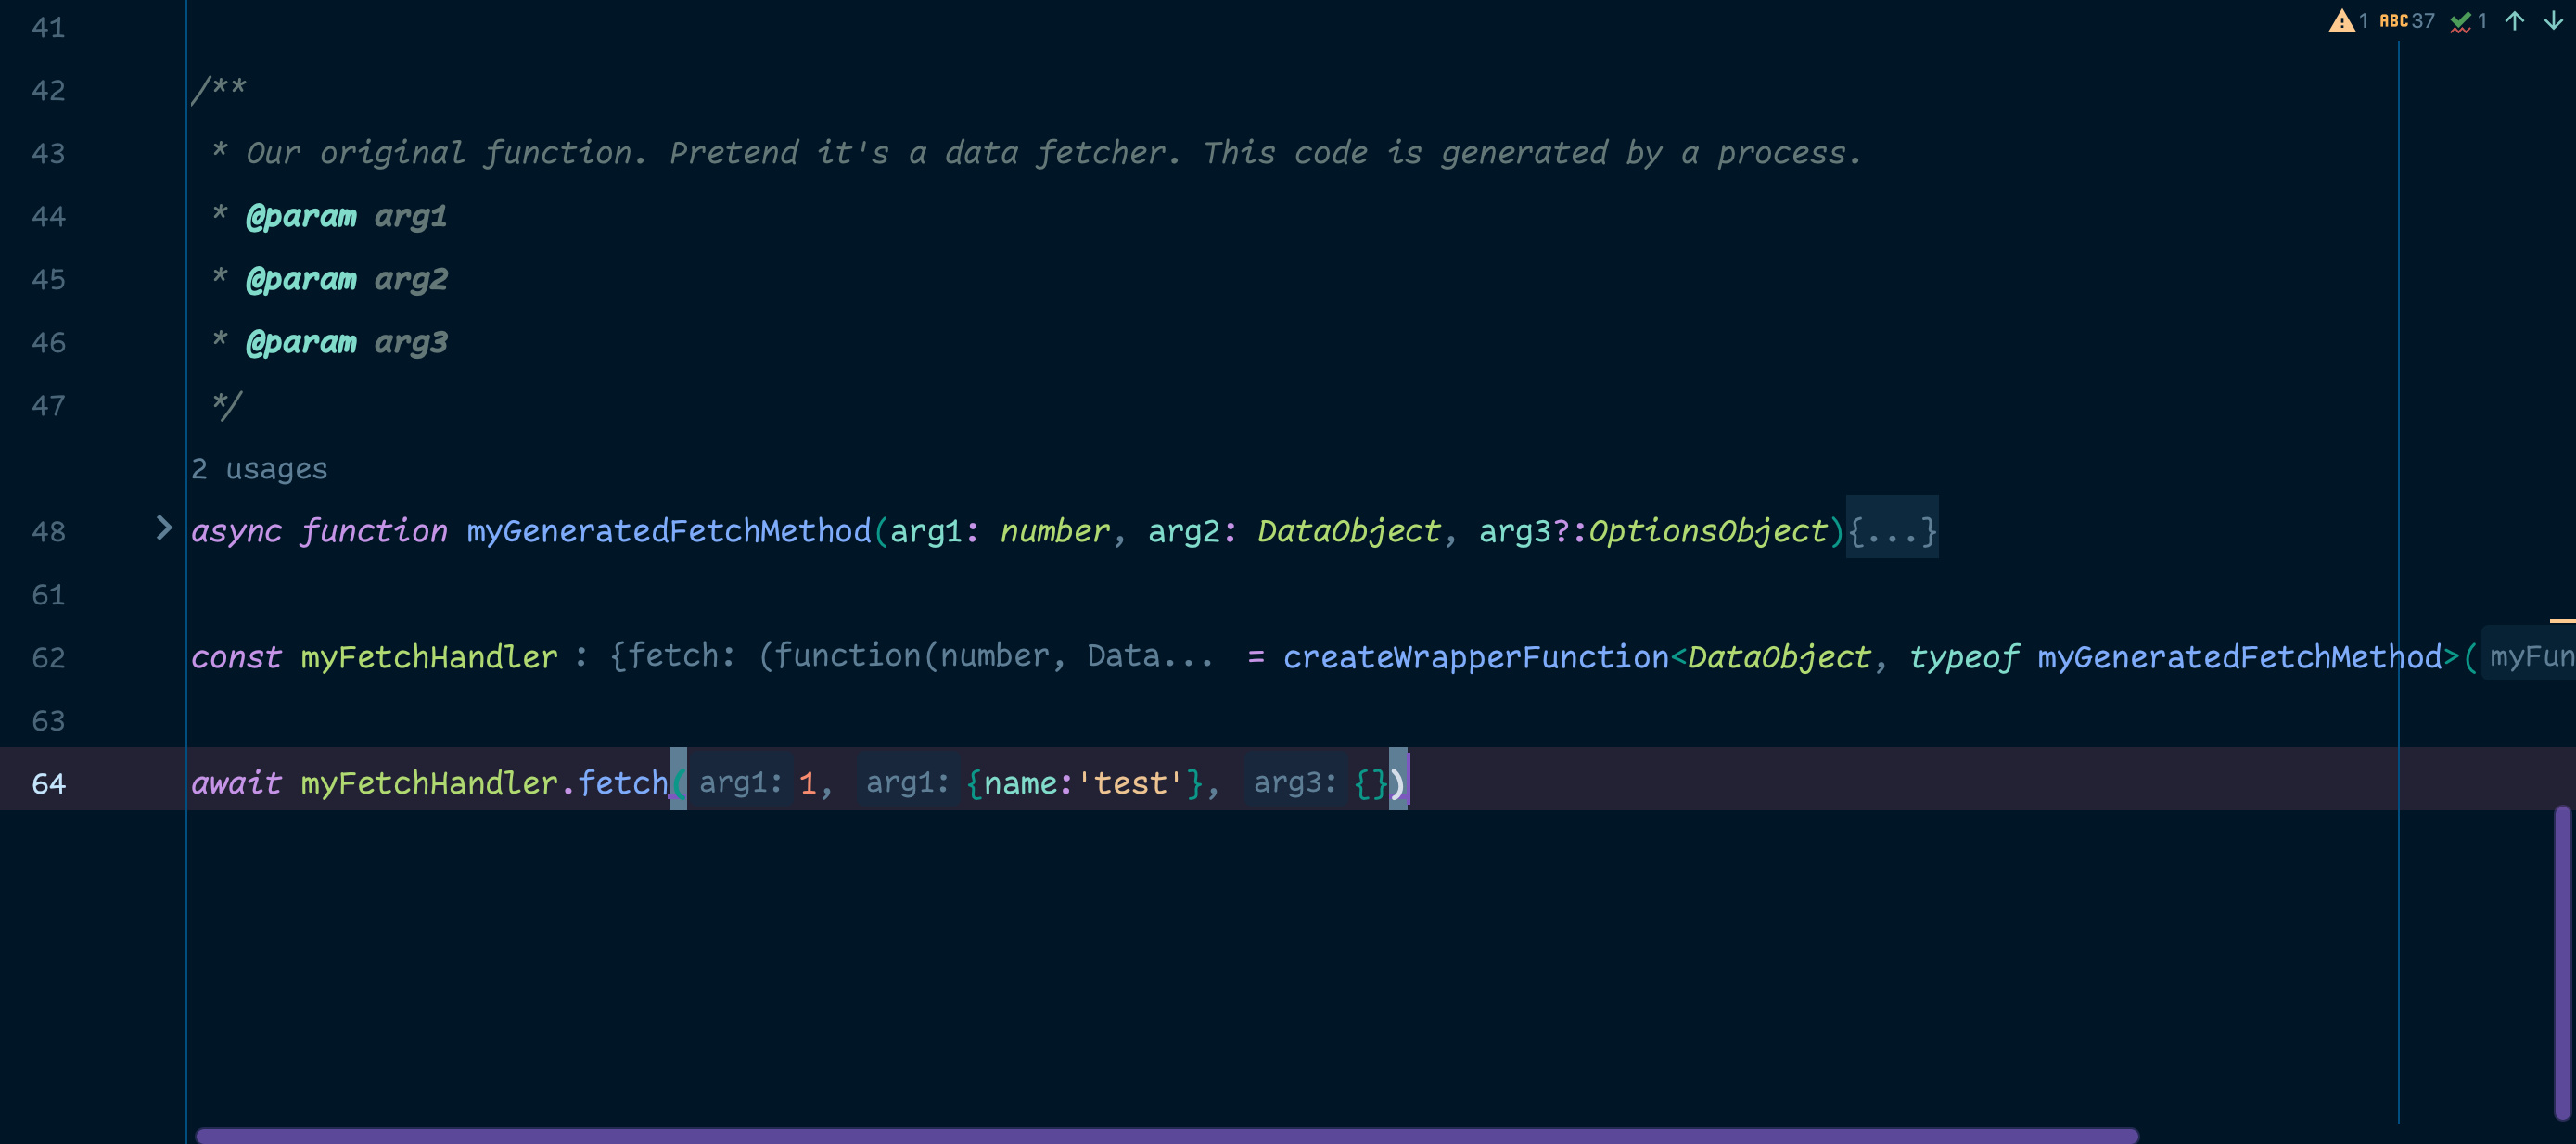 41
1 ABC 37 1
42 /**
43 * Our original function. Pretend it's a data fetcher. This code is generated by a process.
44 * @param arg1
45 * @param arg2
46 * @param arg3
47 */
2 usages
48 async function myGeneratedFetchMethod(arg1: number, arg2: DataObject, arg3?:OptionsObject){...}
61
62 const myFetchHandler : {fetch: (function(number, Data... = createWrapperFunction<DataObject, typeof myGeneratedFetchMethod>( myFun
63
64 await myFetchHandler.fetch( arg1: 1, arg1: {name:'test'}, arg3: {})